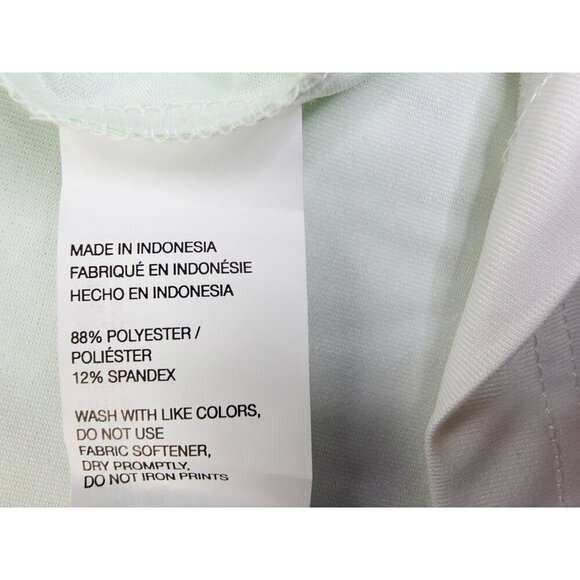 MADE IN INDONESIA
FABRIQUÉ EN INDONÉSIE
HECHO EN INDONESIA
88% POLYESTER /
POLIÉSTER
12% SPANDEX
WASH WITH LIKE COLORS,
DO NOT USE
FABRIC SOFTENER,
DRY PROMPTLY,
DO NOT IRON PRINTS